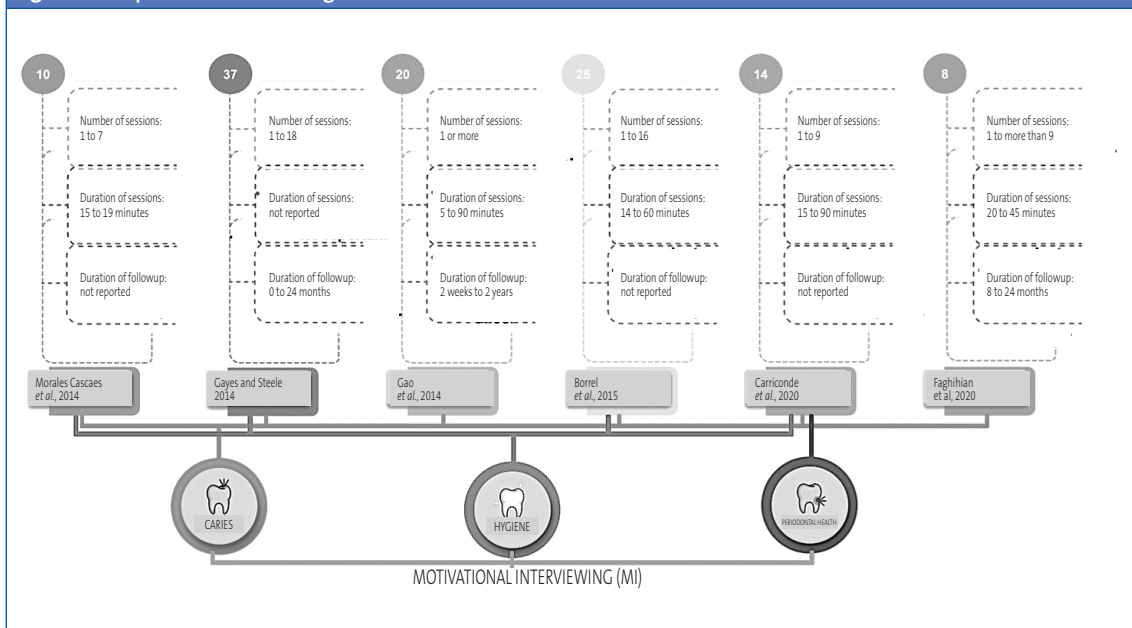 10
Number of sessions:
1 to 7
Duration of sessions:
15 to 19 minutes
Duration of followup:
not reported
Morales Cascaes
et al., 2014
37
Number of sessions:
1 to 18
Duration of sessions:
not reported
Duration of followup:
0 to 24 months
Gayes and Steele
2014
20
Number of sessions:
1 or more
Duration of sessions:
5 to 90 minutes
Duration of followup:
2 weeks to 2 years
Gao
et al., 2014
25
Number of sessions:
1 to 16
Duration of sessions:
14 to 60 minutes
Duration of followup:
not reported
Borrel
et al., 2015
14
Number of sessions:
1 to 9
Duration of sessions:
15 to 90 minutes
Duration of followup:
not reported
Carriconde
et al., 2020
8
Number of sessions:
1 to more than 9
Duration of sessions:
20 to 45 minutes
Duration of followup:
8 to 24 months
Faghihian
et al, 2020
CARIES
HYGIENE
PERIODONTAL HEALTH
MOTIVATIONAL INTERVIEWING (MI)